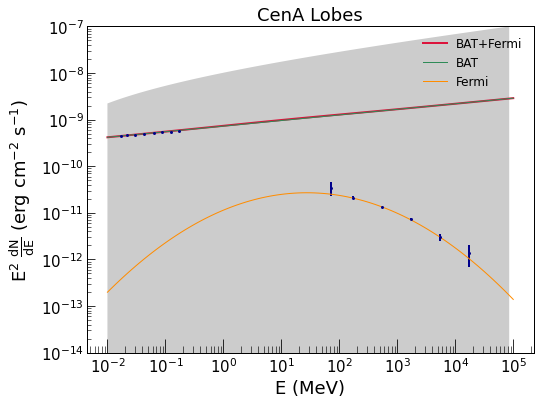 CenA Lobes
BAT+Fermi
BAT
Fermi
10⁻⁷
10⁻⁸
10⁻⁹
10⁻¹⁰
10⁻¹¹
10⁻¹²
10⁻¹³
10⁻¹⁴
E² dN/dE (erg cm⁻² s⁻¹)
10⁻² 10⁻¹ 10⁰ 10¹ 10² 10³ 10⁴ 10⁵
E (MeV)